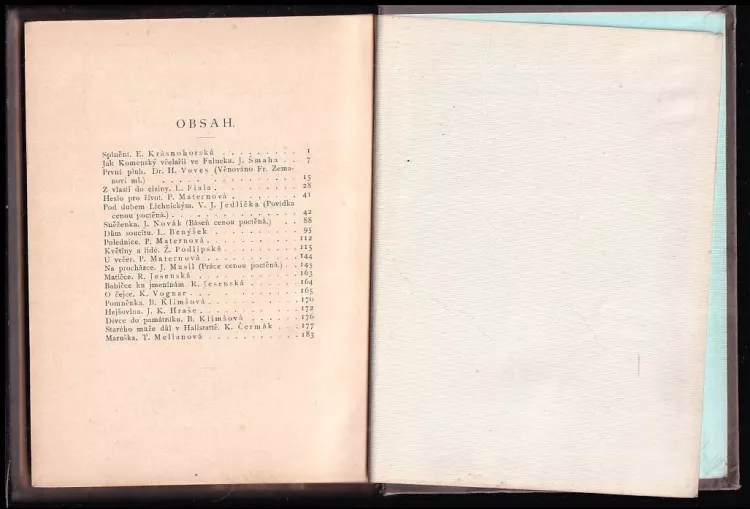 OBSAH.
Splnění. E. Krásnohorská . . . . . . . . . 1
Jak Komenský včelařil ve Fulneku. J. Šmaha . . 7
První pluh. Dr. H. Voves (Věnováno Fr. Zema-
novi ml.) . . . . . . . . . . . . 15
Z vlasti do ciziny. L. Fiala . . . . . . . . . 28
Heslo pro život. P. Maternová . . . . . . . 41
Pod dubem Lichnickým. V. J. Jedlička (Povídka
cenou poctěná.) . . . . . . . . . . . 42
Sněženka. J. Novák (Báseň cenou poctěná.) . . 88
Dům soucitu. L. Benýšek . . . . . . . . . 95
Polednice. P. Maternová . . . . . . . . . 112
Květiny a lidé. Ž. Podlipská . . . . . . . 115
U večer. P. Maternová . . . . . . . . . . 144
Na procházce. J. Musil (Práce cenou poctěná.) . . 145
Matičce. R. Jesenská . . . . . . . . . . 163
Babičce ku jmeninám. R. Jesenská . . . . . 164
O čejce. K. Vognar . . . . . . . . . . . 165
Pomněnka. B. Klimšová . . . . . . . . . 170
Hejšovina. J. K. Hraše . . . . . . . . . . 172
Dívce do památníku. B. Klimšová . . . . . . 176
Starého muže důl v Hallstattě. K. Čermák . . . 177
Maruška. T. Mellanová . . . . . . . . . . 183